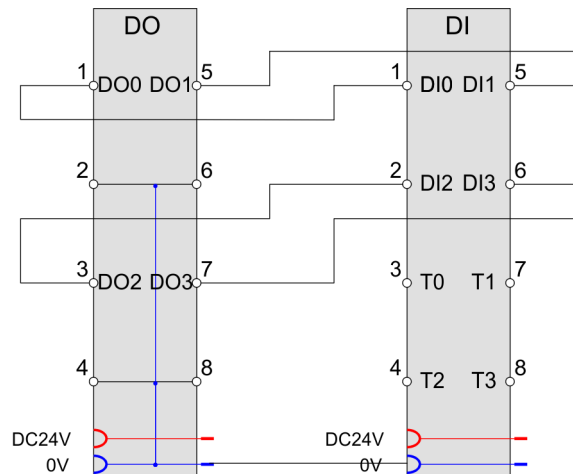 DO DI
1 DO0 DO1 5 1 DI0 DI1 5
2 6 2 DI2 DI3 6
3 DO2 DO3 7 3 T0 T1 7
4 8 4 T2 T3 8
DC24V DC24V
0V 0V